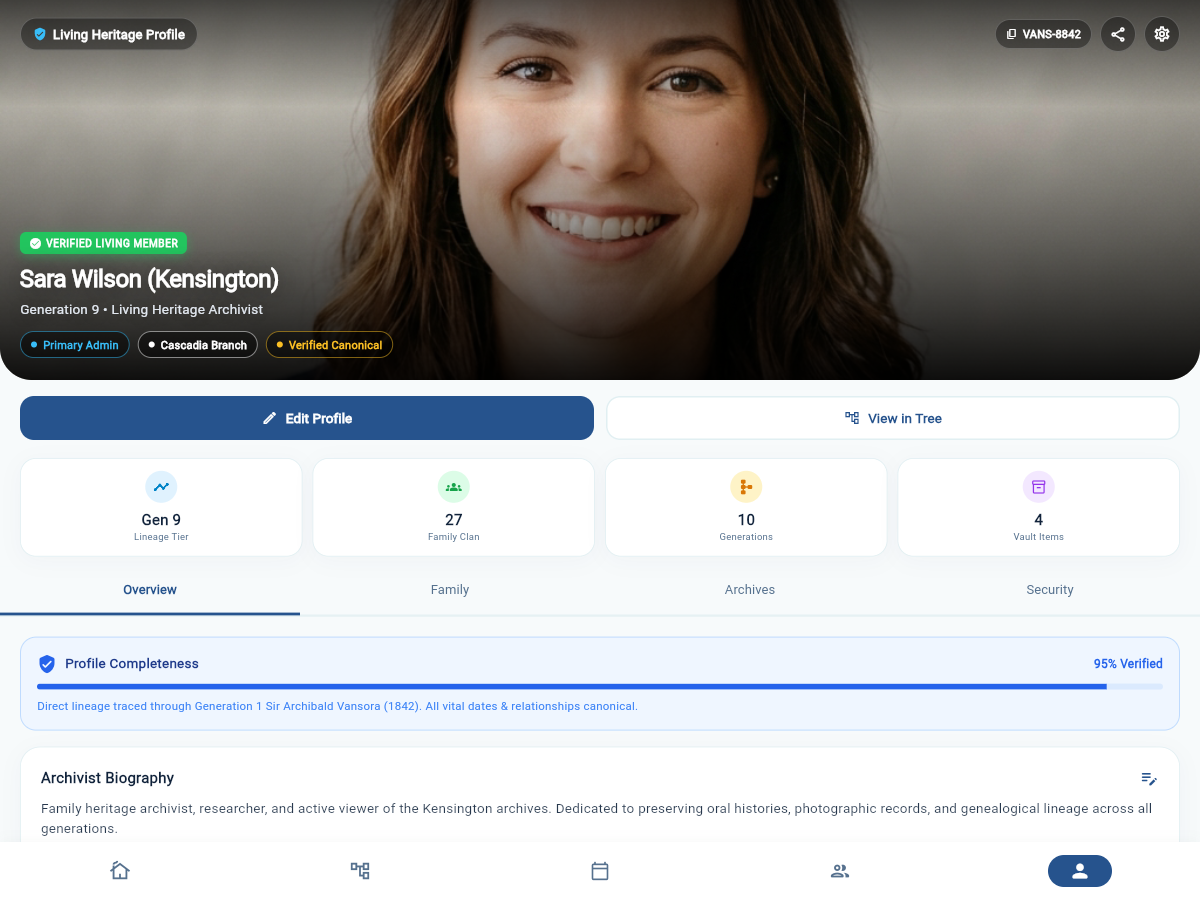 Living Heritage Profile
VANS-8842
VERIFIED LIVING MEMBER
Sara Wilson (Kensington)
Generation 9 • Living Heritage Archivist
Primary Admin
Cascadia Branch
Verified Canonical
Edit Profile
View in Tree
Gen 9
Lineage Tier
27
Family Clan
10
Generations
4
Vault Items
Overview
Family
Archives
Security
Profile Completeness
95% Verified
Direct lineage traced through Generation 1 Sir Archibald Vansora (1842). All vital dates & relationships canonical.
Archivist Biography
Family heritage archivist, researcher, and active viewer of the Kensington archives. Dedicated to preserving oral histories, photographic records, and genealogical lineage across all
generations.